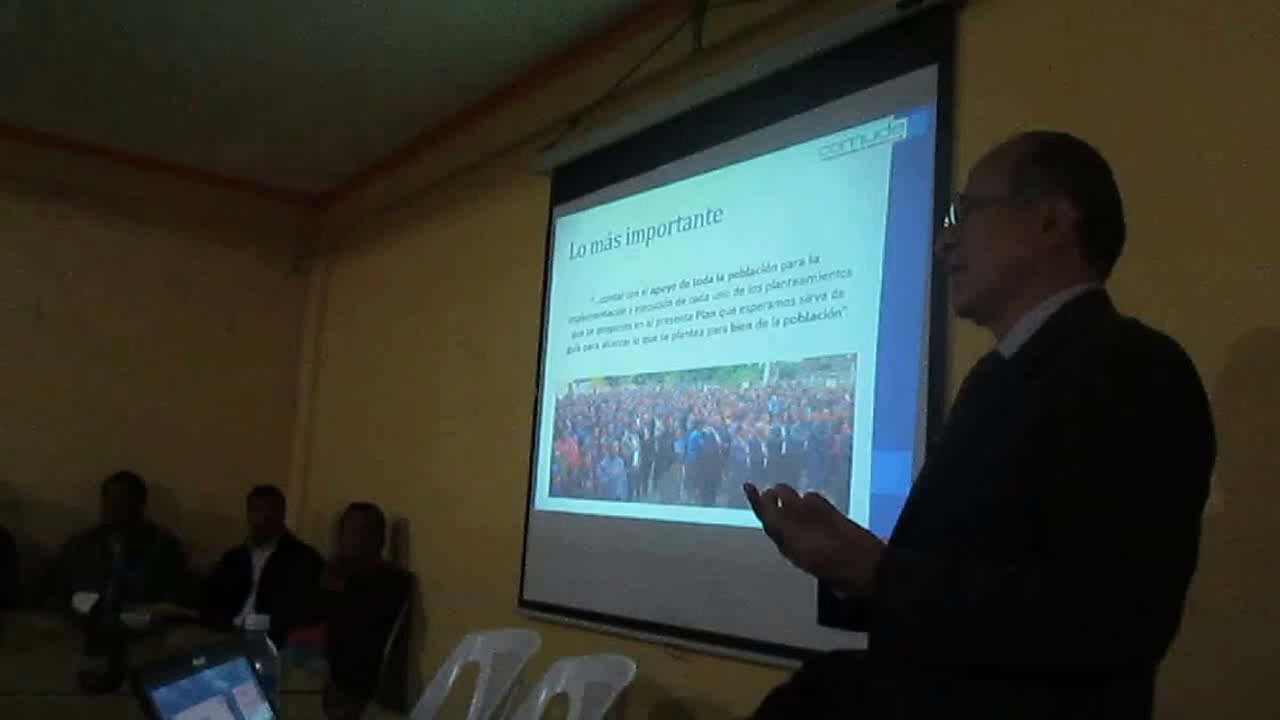 comude
Lo más importante
"...contar con el apoyo de toda la población para la
implementación y ejecución de cada uno de los planteamientos
que se proponen en el presente Plan que esperamos sirva de
guía para alcanzar lo que se plantea para bien de la población"
hp